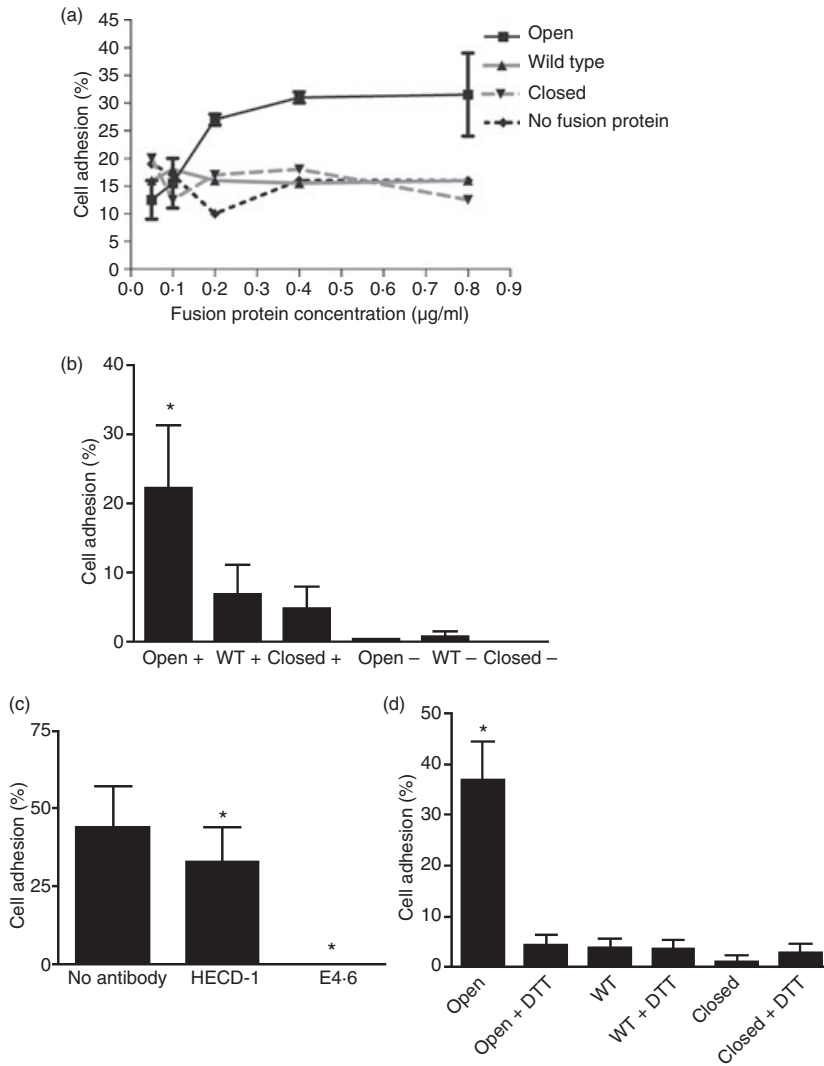 (a)
45
40
35
30
25
20
15
10
5
0
Cell adhesion (%)
0·0 0·1 0·2 0·3 0·4 0·5 0·6 0·7 0·8 0·9
Fusion protein concentration (µg/ml)
Open
Wild type
Closed
No fusion protein
(b)
40
30
20
10
0
Cell adhesion (%)
*
Open + WT + Closed + Open – WT – Closed –
(c)
75
50
25
0
Cell adhesion (%)
*
*
No antibody HECD-1 E4·6
(d)
50
40
30
20
10
0
Cell adhesion (%)
*
Open
Open + DTT
WT
WT + DTT
Closed
Closed + DTT